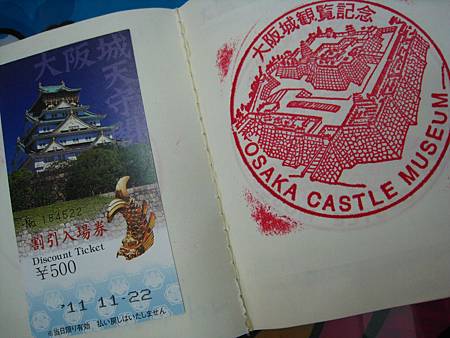 大阪城
天守
№ 184522
割引入場券
Discount Ticket
¥500
'11 11-22
※当日限り有効 払い戻しはいたしません
大阪城観覧記念
OSAKA CASTLE MUSEUM